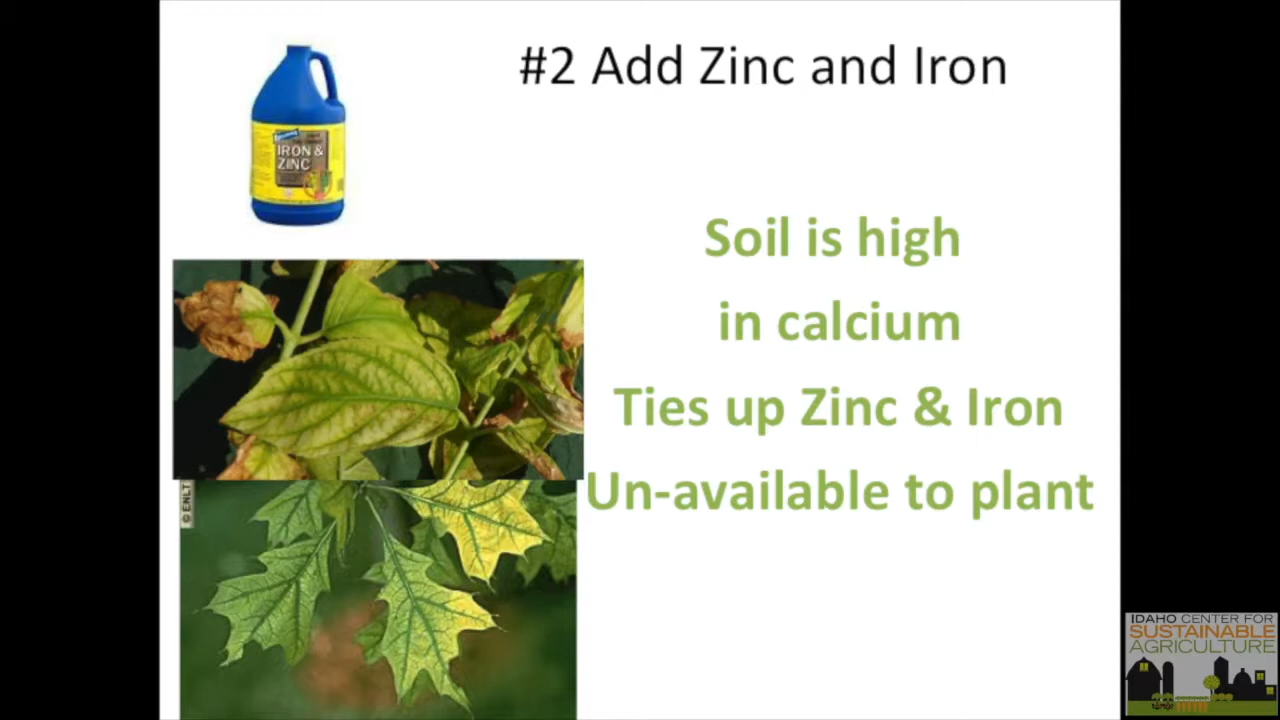 #2 Add Zinc and Iron
IRON &
ZINC
Soil is high
in calcium
Ties up Zinc & Iron
Un-available to plant
© ENLT
IDAHO CENTER FOR
SUSTAINABLE
AGRICULTURE